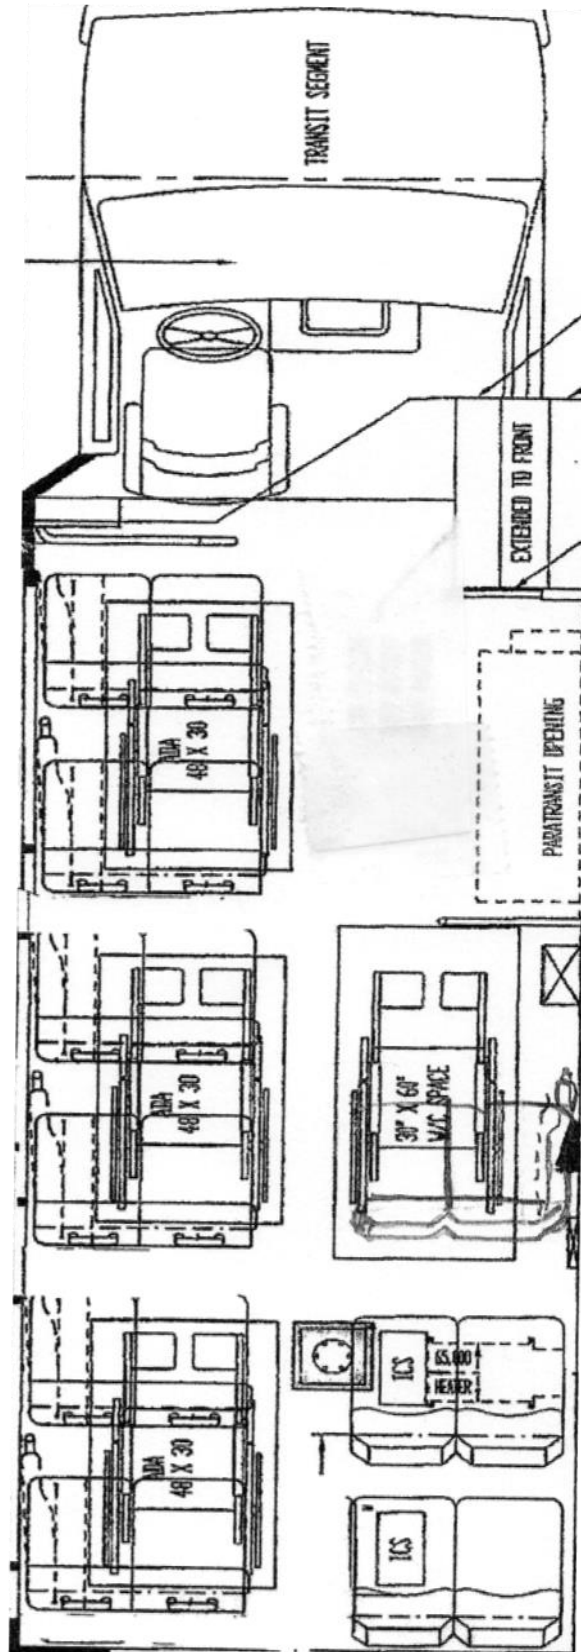 TRANSIT SEGMENT
EXTENDED TO FRONT
ADA
48 X 30
PARATRANSIT OPENING
ADA
48 X 30
30" X 60"
W/C SPACE
ADA
48 X 30
ICS
65,000
HEATER
ICS